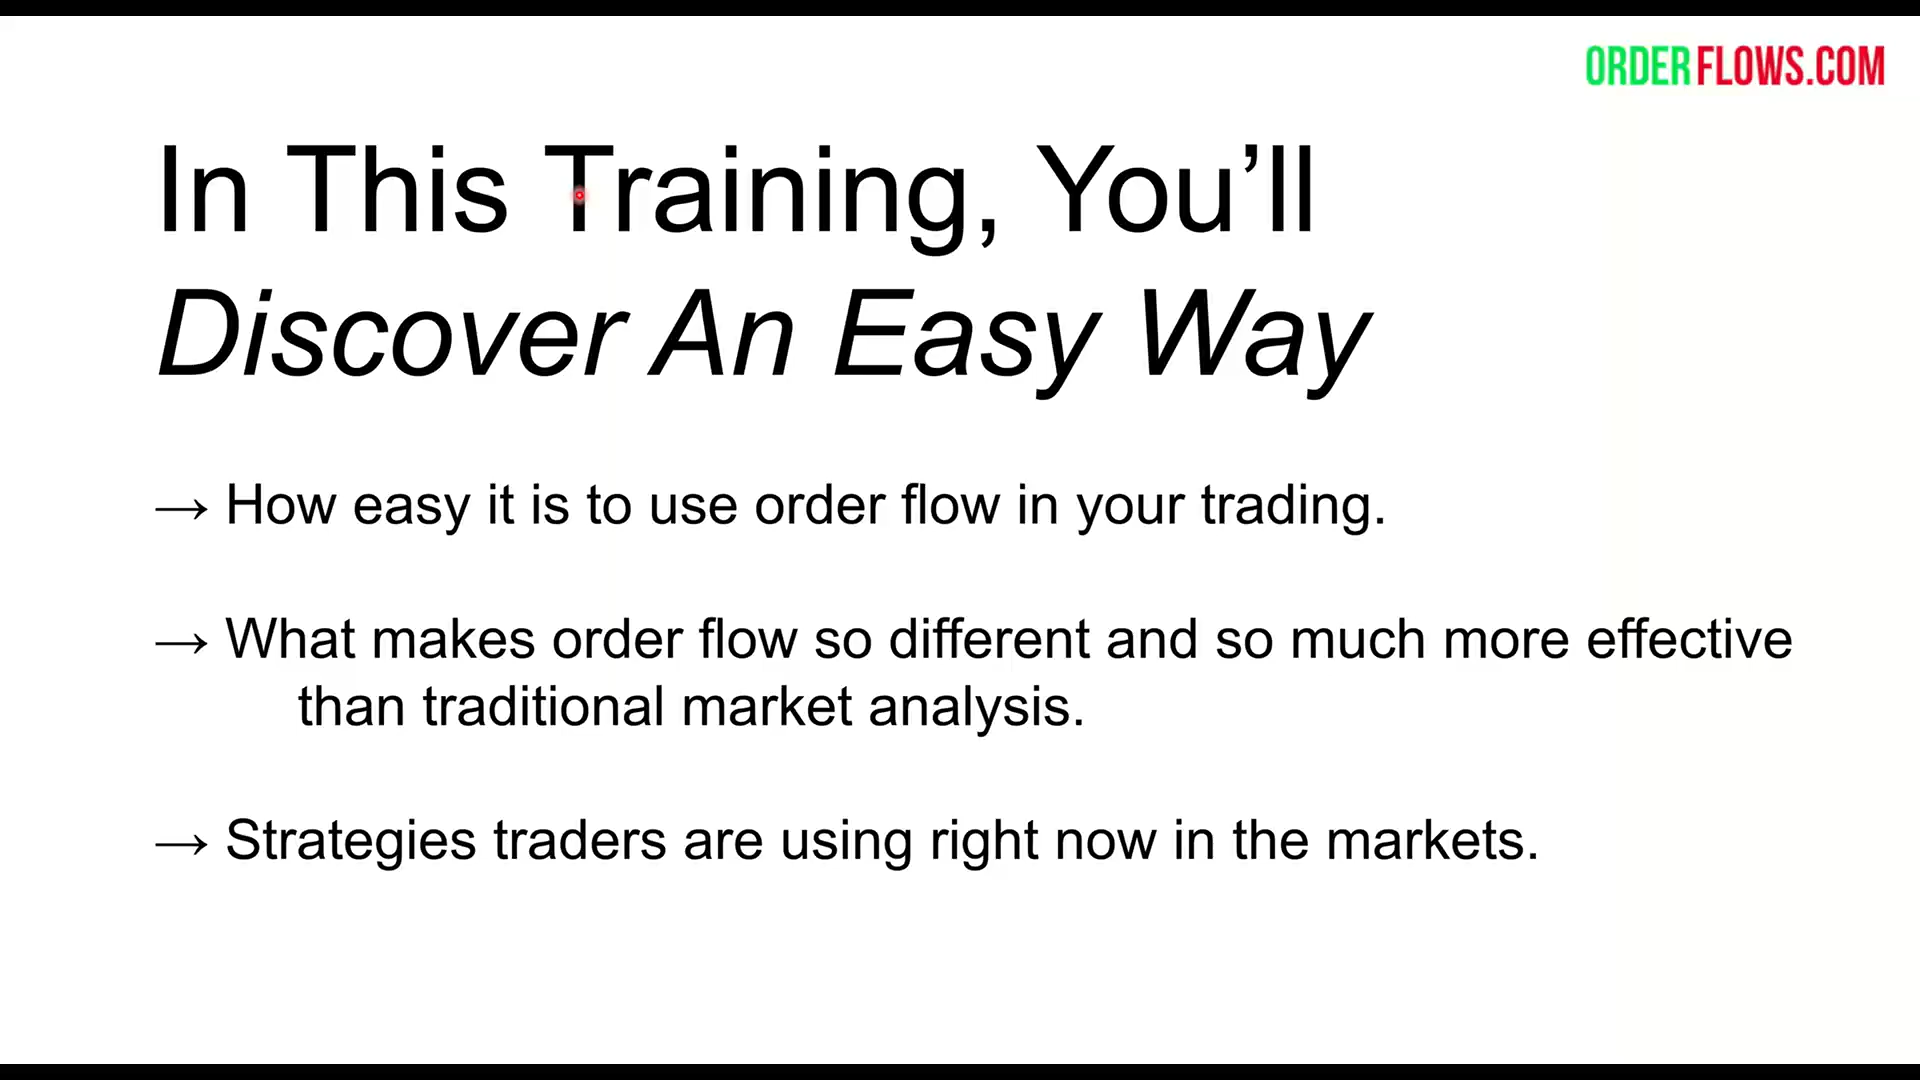 ORDERFLOWS.COM
In This Training, You’ll
Discover An Easy Way
→ How easy it is to use order flow in your trading.
→ What makes order flow so different and so much more effective
than traditional market analysis.
→ Strategies traders are using right now in the markets.